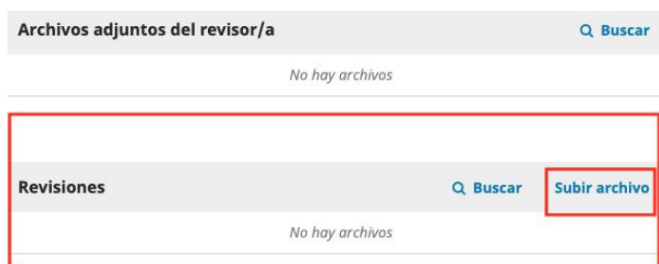 Archivos adjuntos del revisor/a Buscar
No hay archivos
Revisiones Buscar Subir archivo
No hay archivos